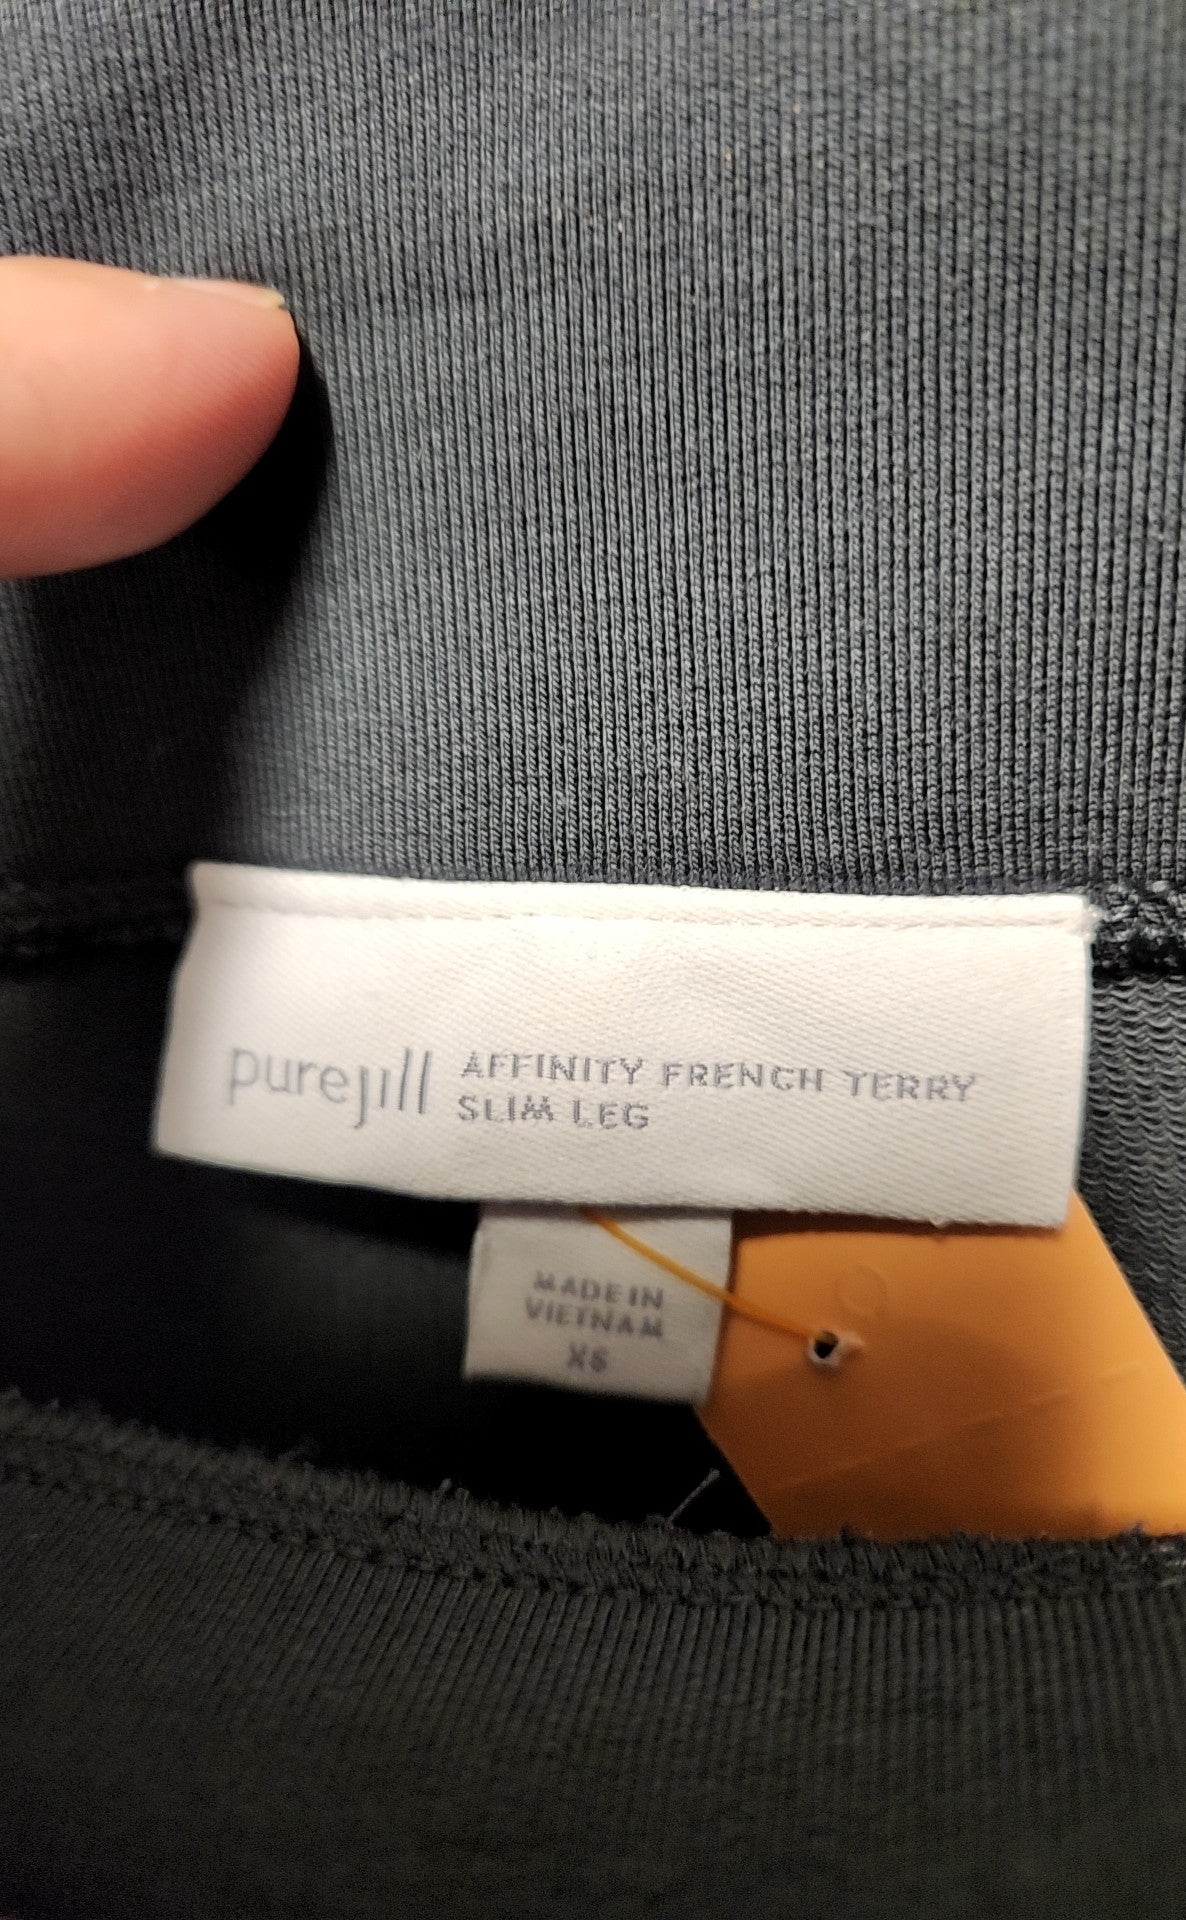 purejill AFFINITY FRENCH TERRY
SLIM LEG
MADE IN
VIETNAM
XS